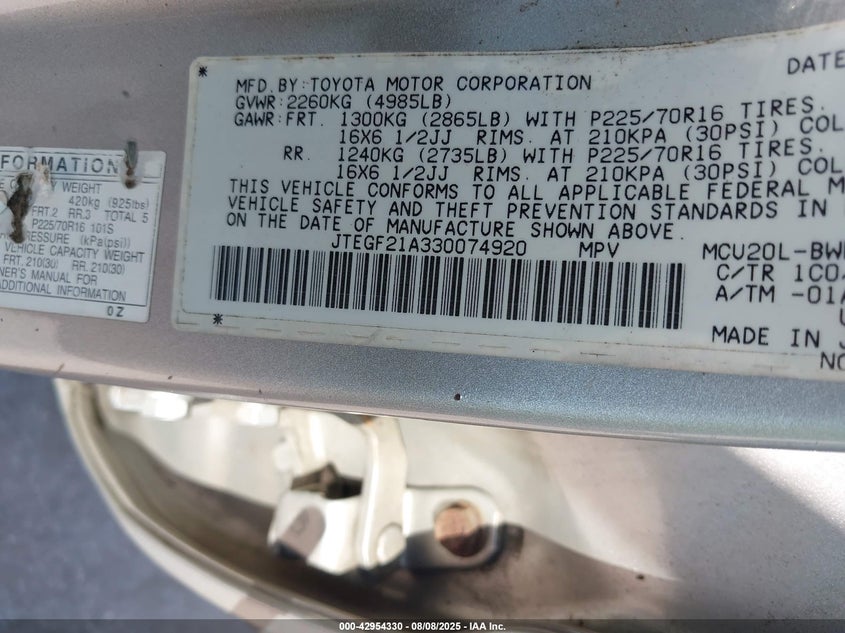 DATE
MFD. BY: TOYOTA MOTOR CORPORATION
GVWR: 2260KG (4985LB)
GAWR: FRT. 1300KG (2865LB) WITH P225/70R16 TIRES.
16X6 1/2JJ RIMS. AT 210KPA (30PSI) COL
RR. 1240KG (2735LB) WITH P225/70R16 TIRES.
16X6 1/2JJ RIMS. AT 210KPA (30PSI) COL
THIS VEHICLE CONFORMS TO ALL APPLICABLE FEDERAL M
VEHICLE SAFETY AND THEFT PREVENTION STANDARDS IN
ON THE DATE OF MANUFACTURE SHOWN ABOVE.
JTEGF21A330074920 MPV MCU20L-BW
C/TR 1C0
A/TM -01A
MADE IN J
NO
FORMATION
WEIGHT
420kg (925lbs)
FRT.2 RR.3 TOTAL 5
P225/70R16 101S
PRESSURE (kPa(psi))
VEHICLE CAPACITY WEIGHT
FRT. 210(30) RR. 210(30)
NER'S MANUAL FOR
ADDITIONAL INFORMATION
0Z
000-42954330 - 08/08/2025 - IAA Inc.